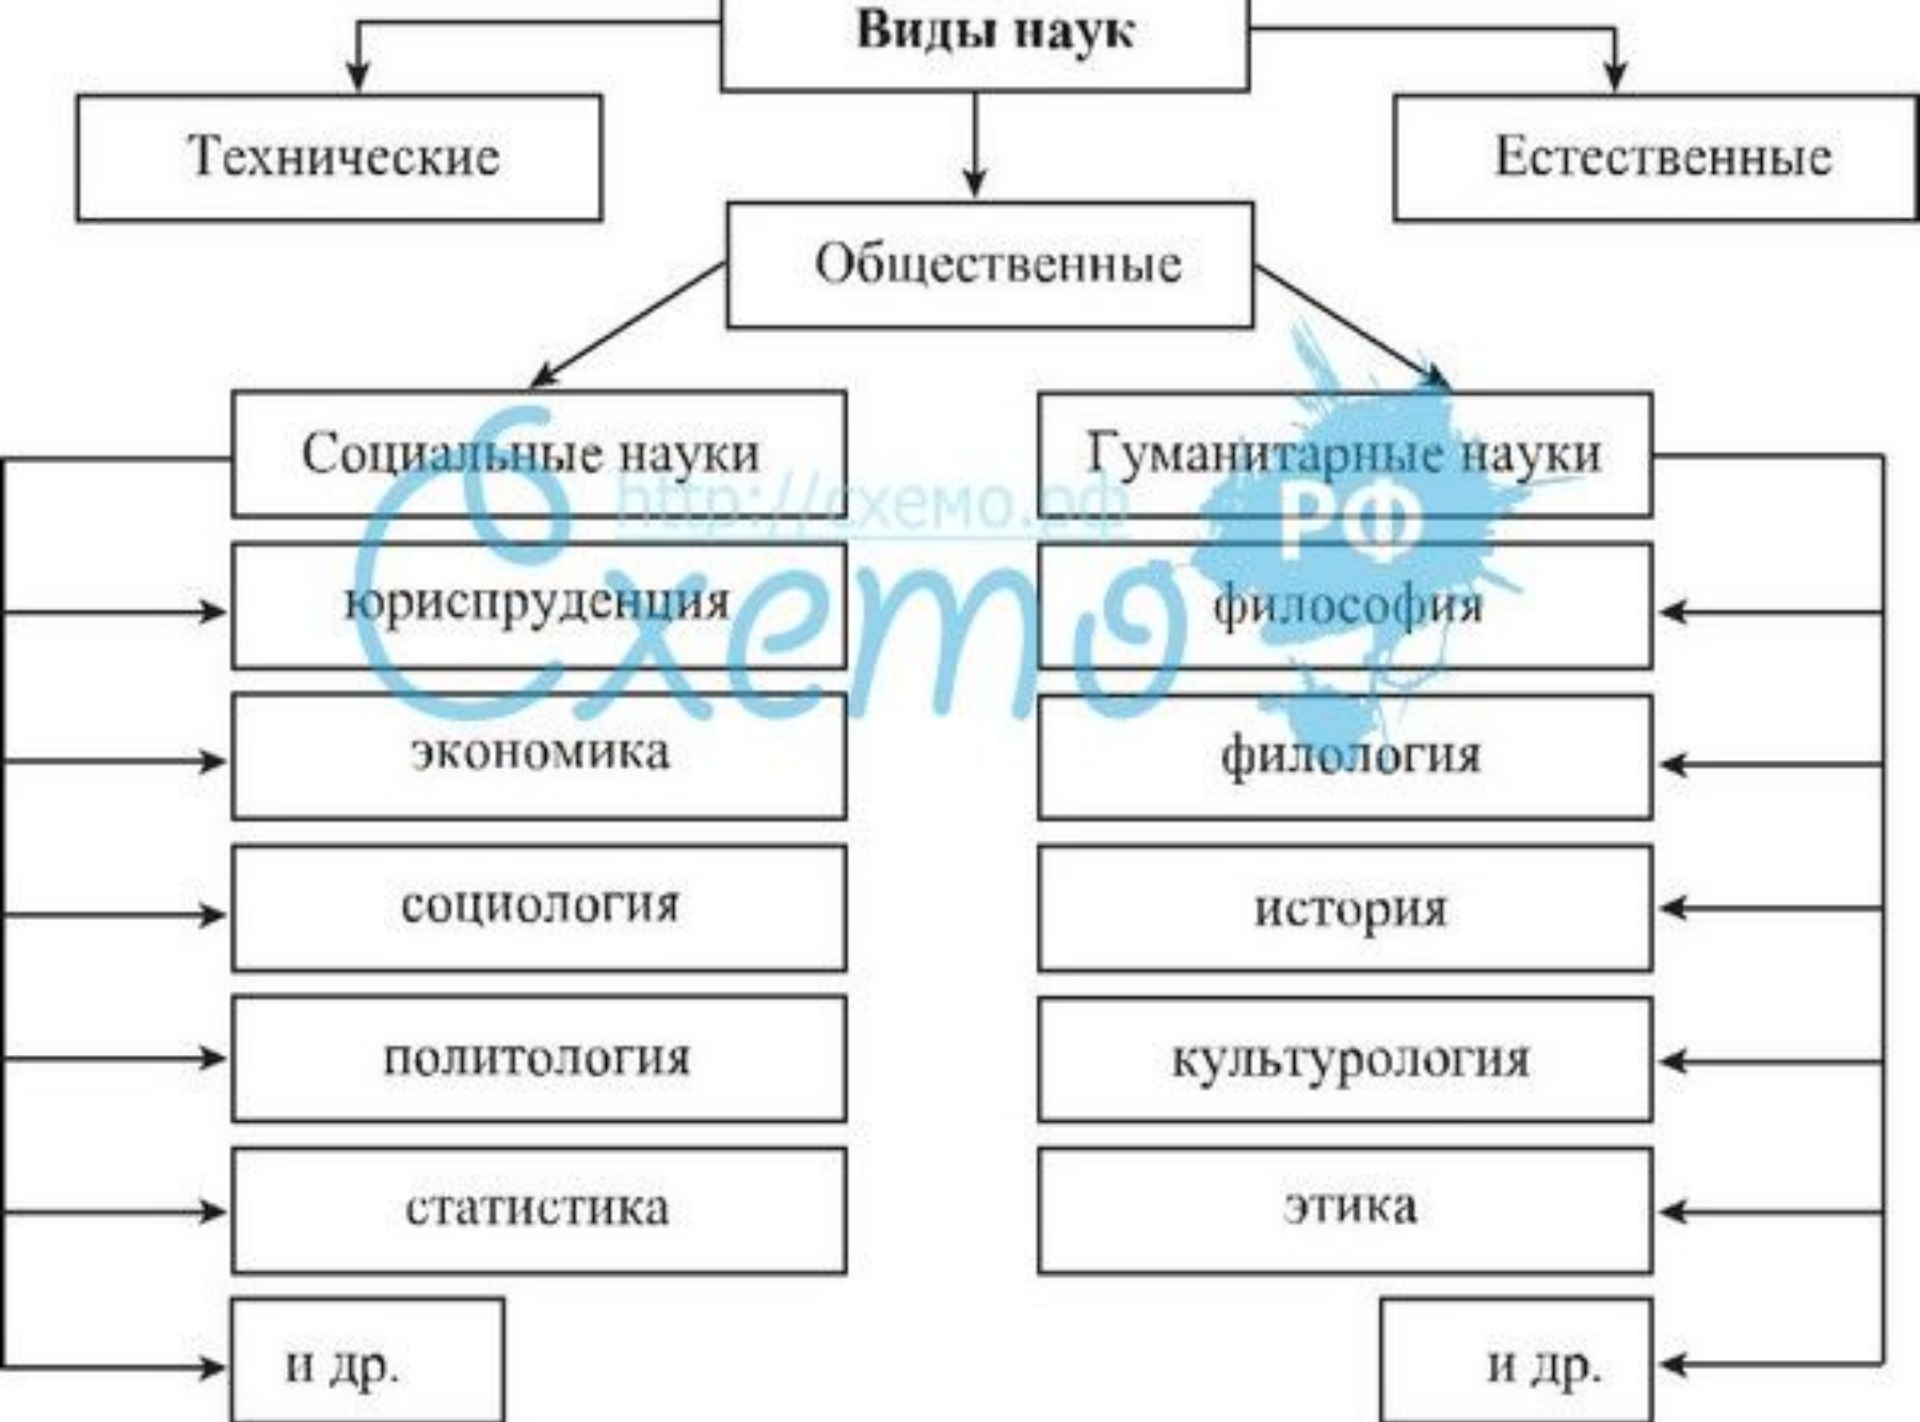 Виды наук
Технические
Естественные
Общественные
Социальные науки
Гуманитарные науки
http://схемо.рф
РФ
Схемо
юриспруденция
философия
экономика
филология
социология
история
политология
культурология
статистика
этика
и др.
и др.